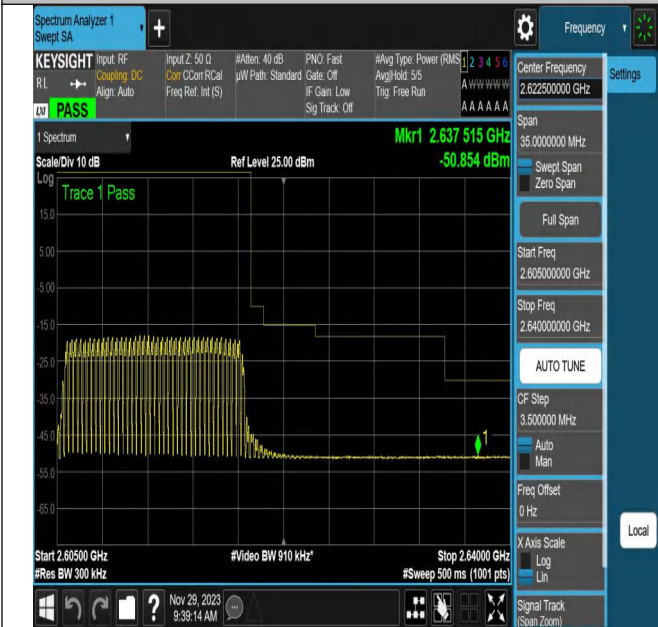 Spectrum Analyzer 1
Swept SA
+
Frequency
KEYSIGHT
RL
LXI
PASS
Input: RF
Coupling: DC
Align: Auto
Input Z: 50 Ω
Corr CCorr RCal
Freq Ref: Int (S)
#Atten: 40 dB
µW Path: Standard
PNO: Fast
Gate: Off
IF Gain: Low
Sig Track: Off
#Avg Type: Power (RMS
Avg|Hold: 5/5
Trig: Free Run
1 2 3 4 5 6
A W W W W W
A A A A A A
1 Spectrum
Mkr1 2.637 515 GHz
Scale/Div 10 dB
Ref Level 25.00 dBm
-50.854 dBm
Log
Trace 1 Pass
15.0
5.00
-5.00
-15.0
-25.0
-35.0
-45.0
-55.0
-65.0
1
Start 2.60500 GHz
#Video BW 910 kHz*
Stop 2.64000 GHz
#Res BW 300 kHz
#Sweep 500 ms (1001 pts)
?
Nov 29, 2023
9:39:14 AM
Center Frequency
2.622500000 GHz
Settings
Span
35.0000000 MHz
Swept Span
Zero Span
Full Span
Start Freq
2.605000000 GHz
Stop Freq
2.640000000 GHz
AUTO TUNE
CF Step
3.500000 MHz
Auto
Man
Freq Offset
0 Hz
Local
X Axis Scale
Log
Lin
Signal Track
(Span Zoom)